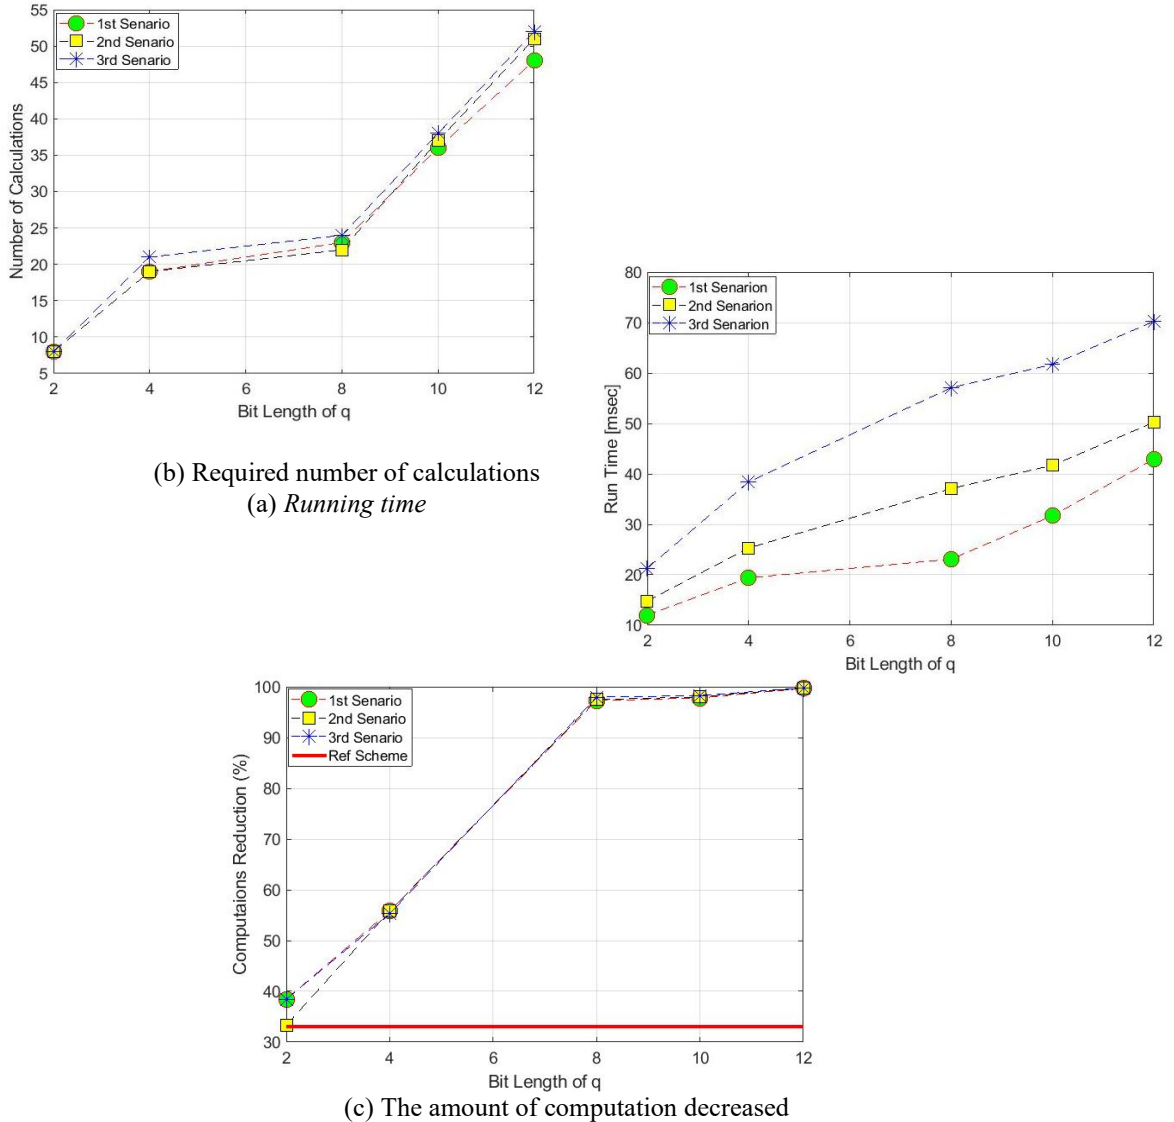 55
50
45
40
35
30
25
20
15
10
5
Number of Calculations
1st Senario
2nd Senario
3rd Senario
2 4 6 8 10 12
Bit Length of q
(b) Required number of calculations
(a) Running time
80
70
60
50
40
30
20
10
Run Time [msec]
1st Senarion
2nd Senarion
3rd Senarion
2 4 6 8 10 12
Bit Length of q
100
90
80
70
60
50
40
30
Computaions Reduction (%)
1st Senario
2nd Senario
3rd Senario
Ref Scheme
2 4 6 8 10 12
Bit Length of q
(c) The amount of computation decreased